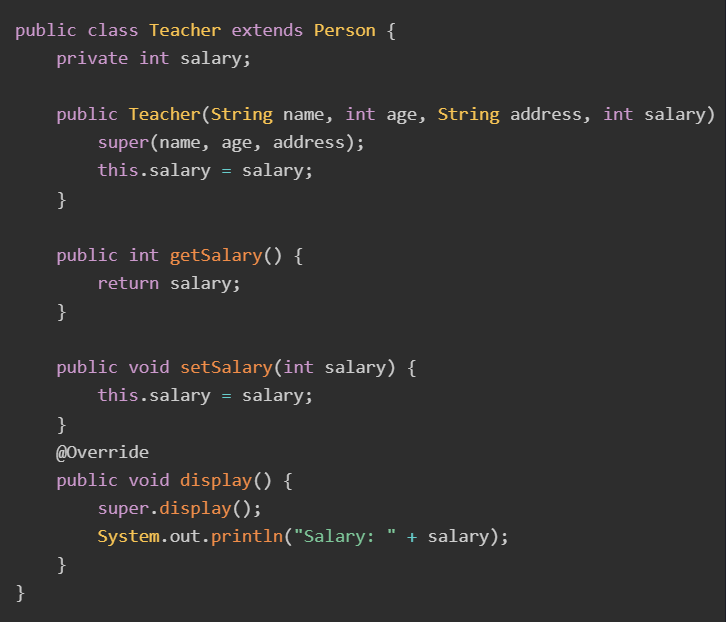 public class Teacher extends Person {
    private int salary;

    public Teacher(String name, int age, String address, int salary)
        super(name, age, address);
        this.salary = salary;
    }

    public int getSalary() {
        return salary;
    }

    public void setSalary(int salary) {
        this.salary = salary;
    }
    @Override
    public void display() {
        super.display();
        System.out.println("Salary: " + salary);
    }
}